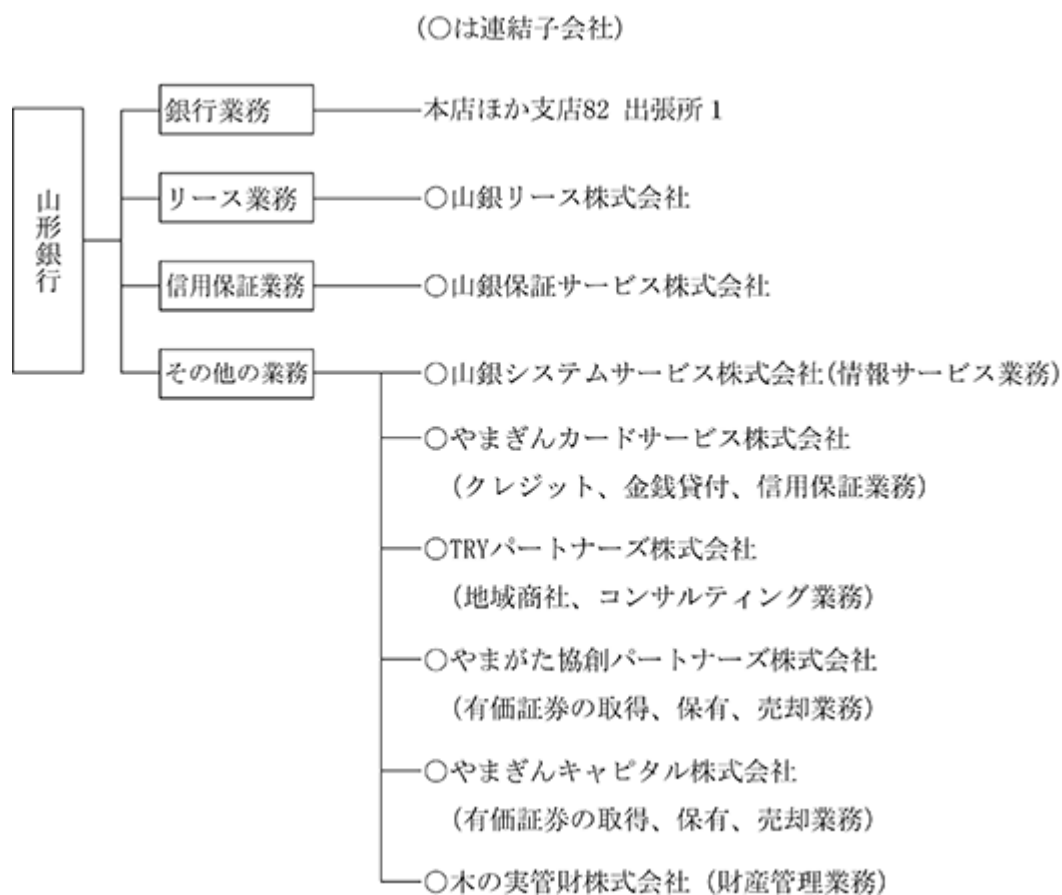 (○は連結子会社)
山形銀行
銀行業務
本店ほか支店82 出張所1
リース業務
○山銀リース株式会社
信用保証業務
○山銀保証サービス株式会社
その他の業務
○山銀システムサービス株式会社(情報サービス業務)
○やまぎんカードサービス株式会社
(クレジット、金銭貸付、信用保証業務)
○TRYパートナーズ株式会社
(地域商社、コンサルティング業務)
○やまがた協創パートナーズ株式会社
(有価証券の取得、保有、売却業務)
○やまぎんキャピタル株式会社
(有価証券の取得、保有、売却業務)
○木の実管財株式会社 (財産管理業務)